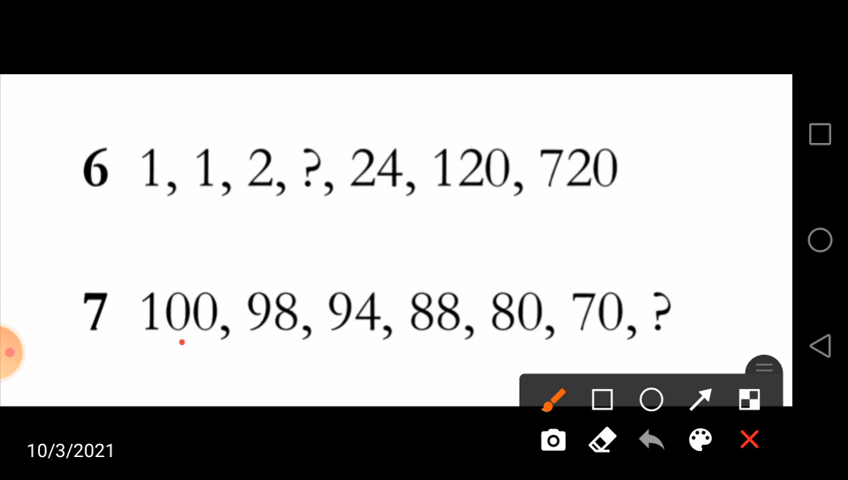 6 1, 1, 2, ?, 24, 120, 720
7 100, 98, 94, 88, 80, 70, ?
10/3/2021